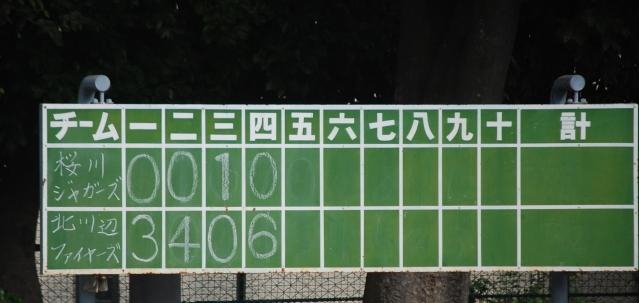 チーム 一 二 三 四 五 六 七 八 九 十 計
桜川
ジャガーズ 0 0 1 0
北川辺
ファイヤーズ 3 4 0 6